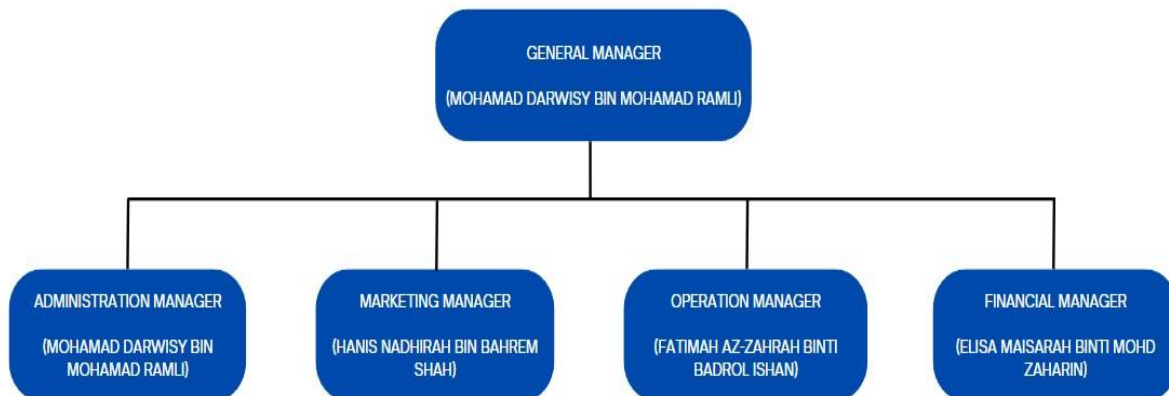 GENERAL MANAGER
(MOHAMAD DARWISY BIN MOHAMAD RAMLI)
ADMINISTRATION MANAGER
(MOHAMAD DARWISY BIN
MOHAMAD RAMLI)
MARKETING MANAGER
(HANIS NADHIRAH BIN BAHREM
SHAH)
OPERATION MANAGER
(FATIMAH AZ-ZAHRAH BINTI
BADROL ISHAN)
FINANCIAL MANAGER
(ELISA MAISARAH BINTI MOHD
ZAHARIN)